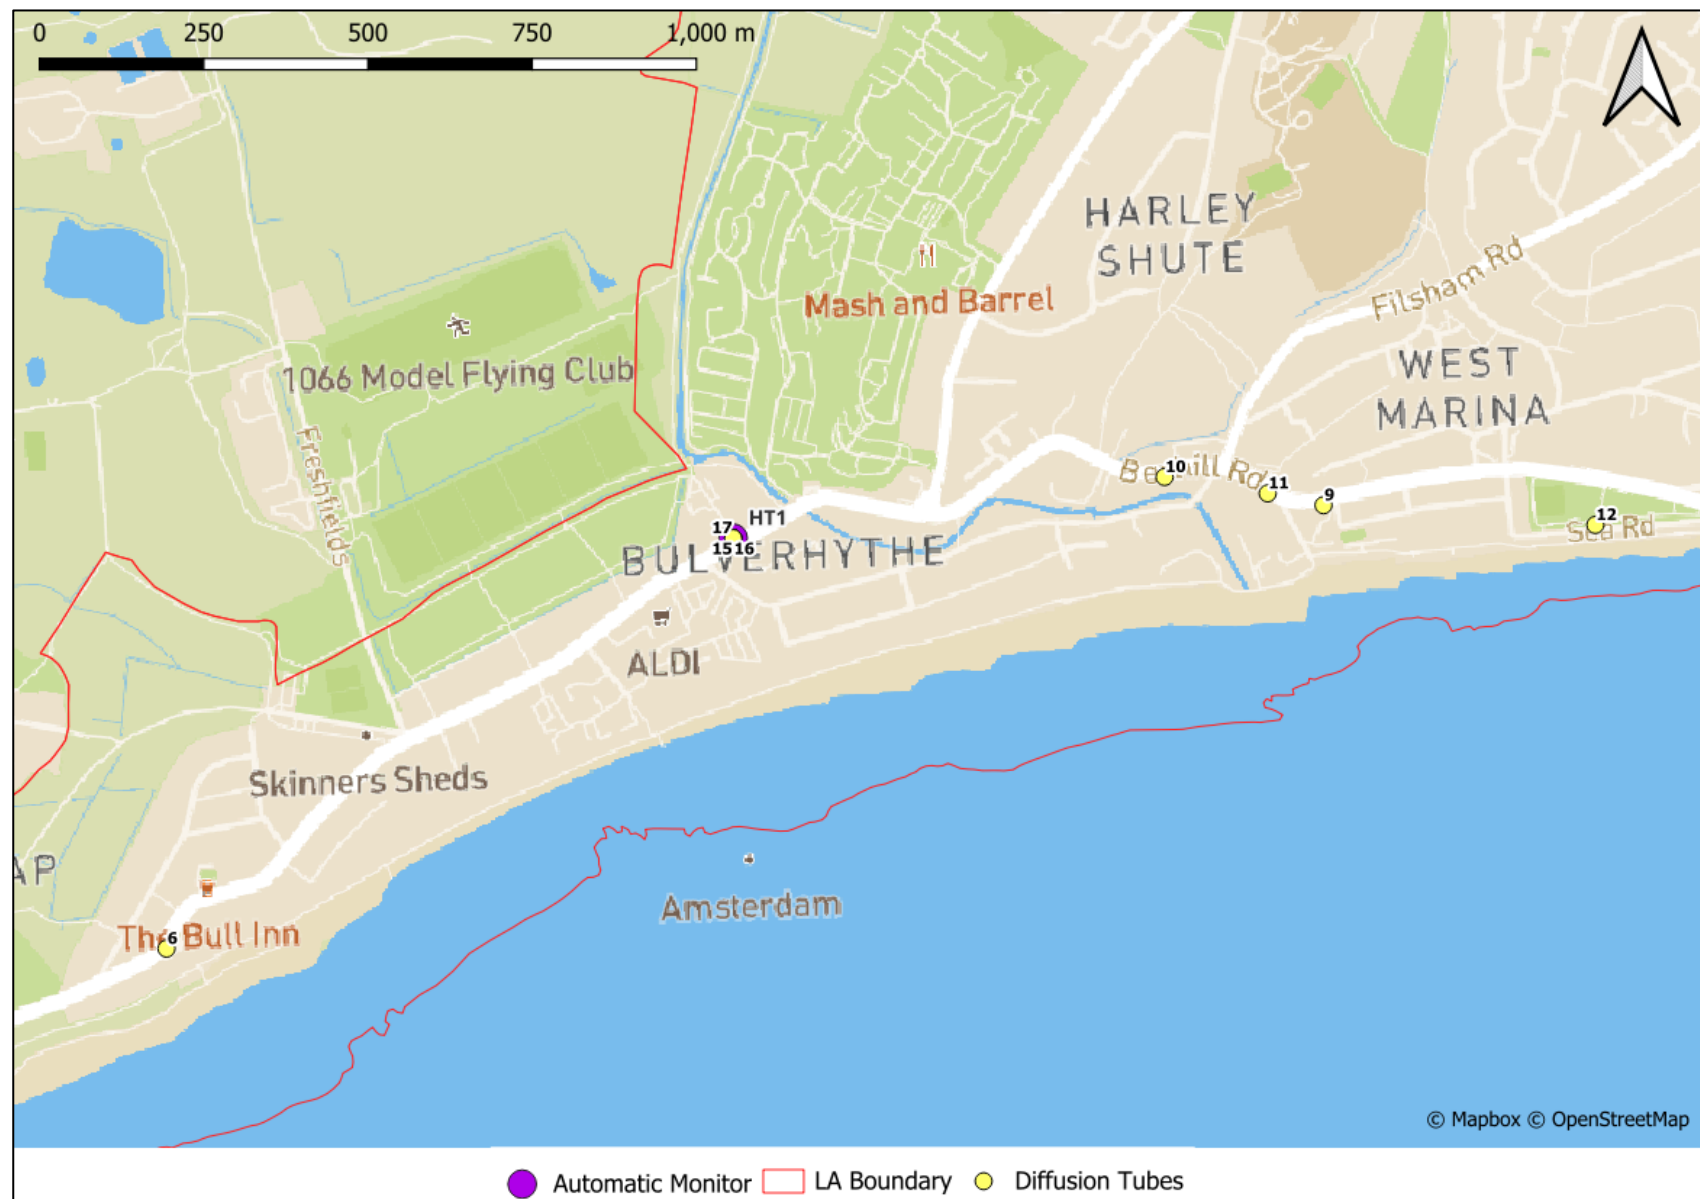 0 250 500 750 1,000 m
HARLEY
SHUTE
Filsham Rd
Mash and Barrel
WEST
MARINA
1066 Model Flying Club
Freshfields
10
11
9
12
Sea Rd
17 HT1
15 16
BULVERHYTHE
ALDI
Skinners Sheds
AP
Amsterdam
The Bull Inn
6
© Mapbox © OpenStreetMap
Automatic Monitor LA Boundary Diffusion Tubes